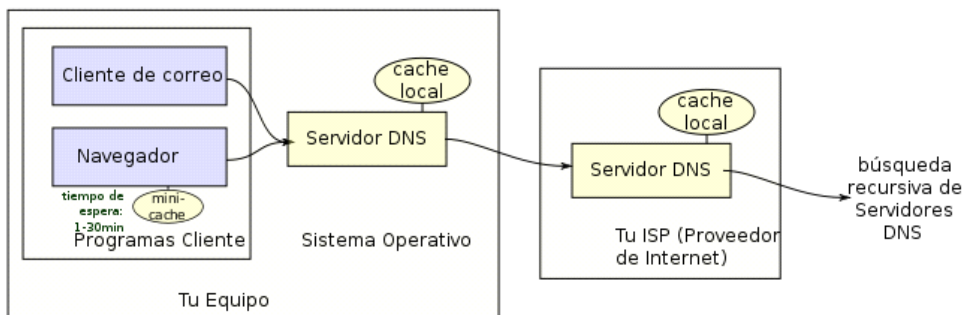 Cliente de correo
Navegador
tiempo de
espera:
1-30min
mini-
cache
Programas Cliente
cache
local
Servidor DNS
Sistema Operativo
Tu Equipo
cache
local
Servidor DNS
Tu ISP (Proveedor
de Internet)
búsqueda
recursiva de
Servidores
DNS